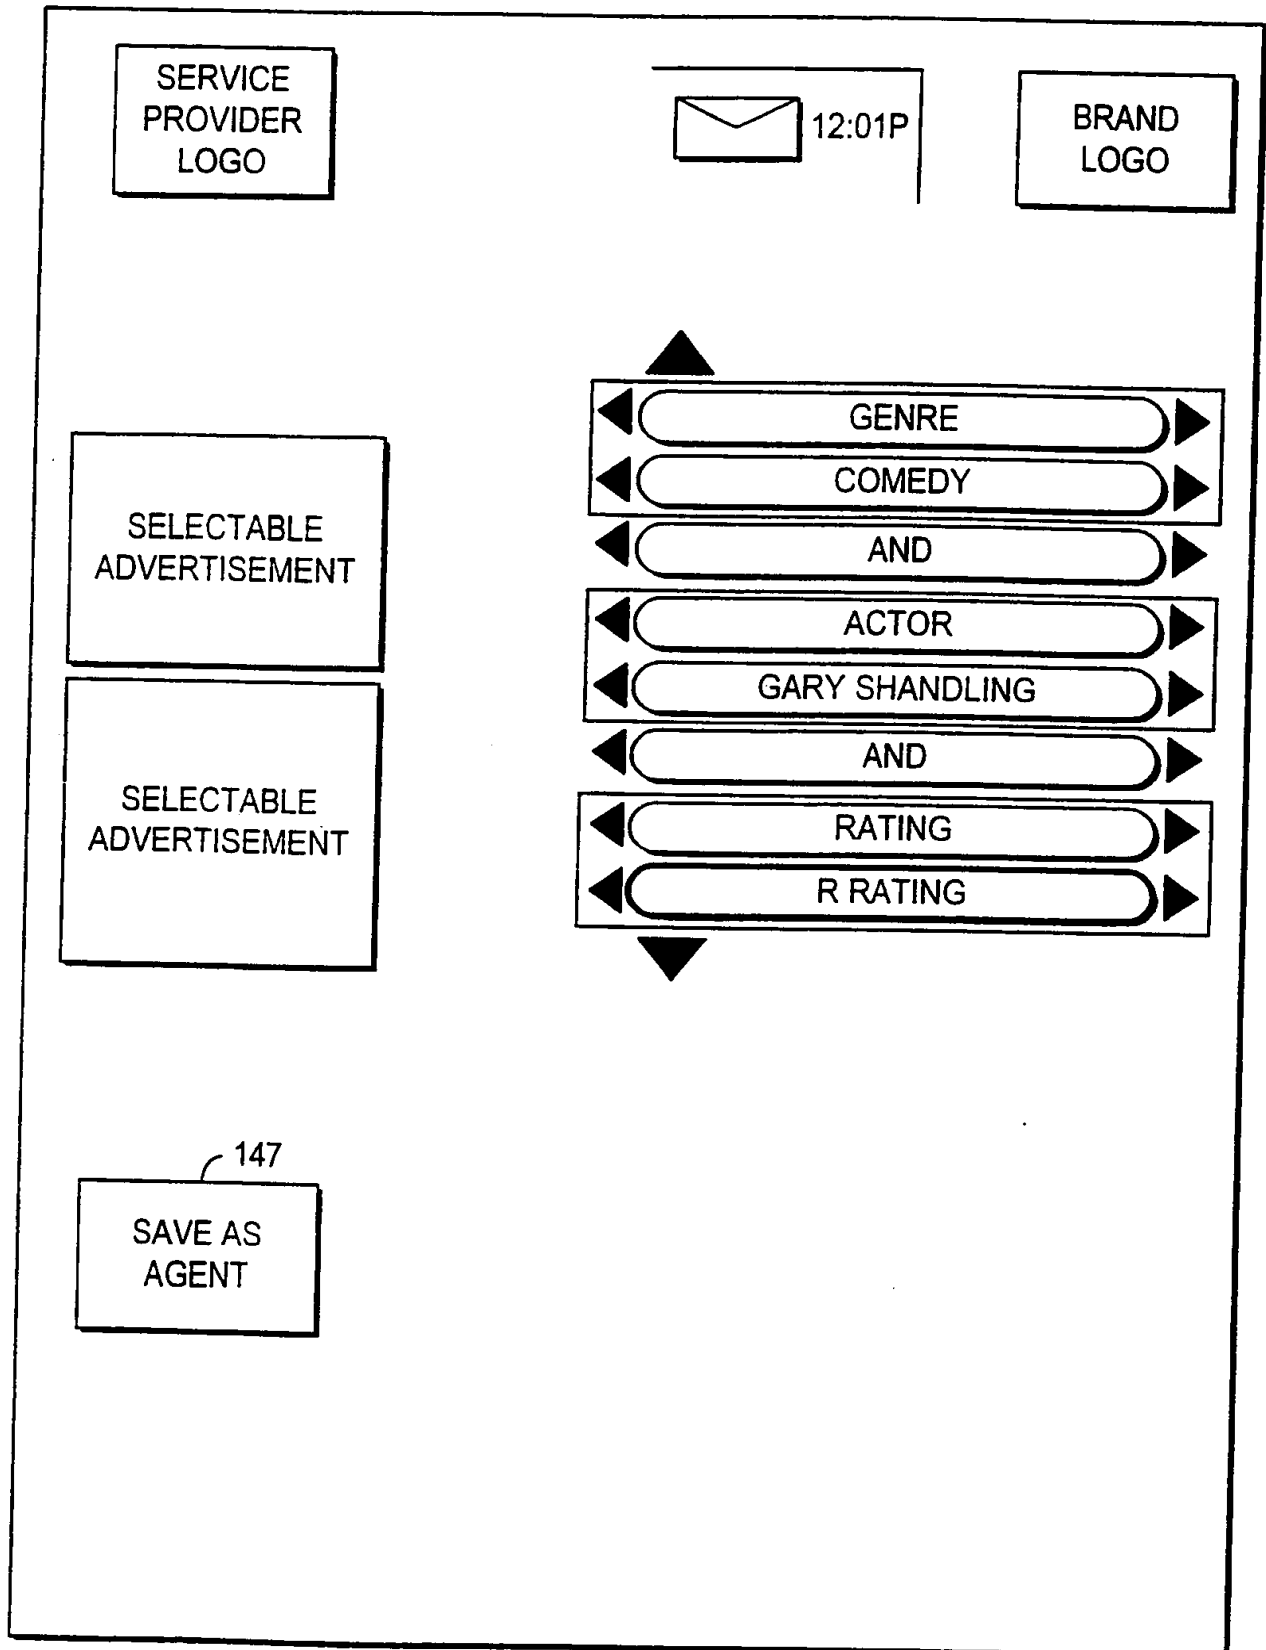 SERVICE
PROVIDER
LOGO
12:01P
BRAND
LOGO
GENRE
COMEDY
AND
ACTOR
GARY SHANDLING
AND
RATING
R RATING
SELECTABLE
ADVERTISEMENT
SELECTABLE
ADVERTISEMENT
147
SAVE AS
AGENT